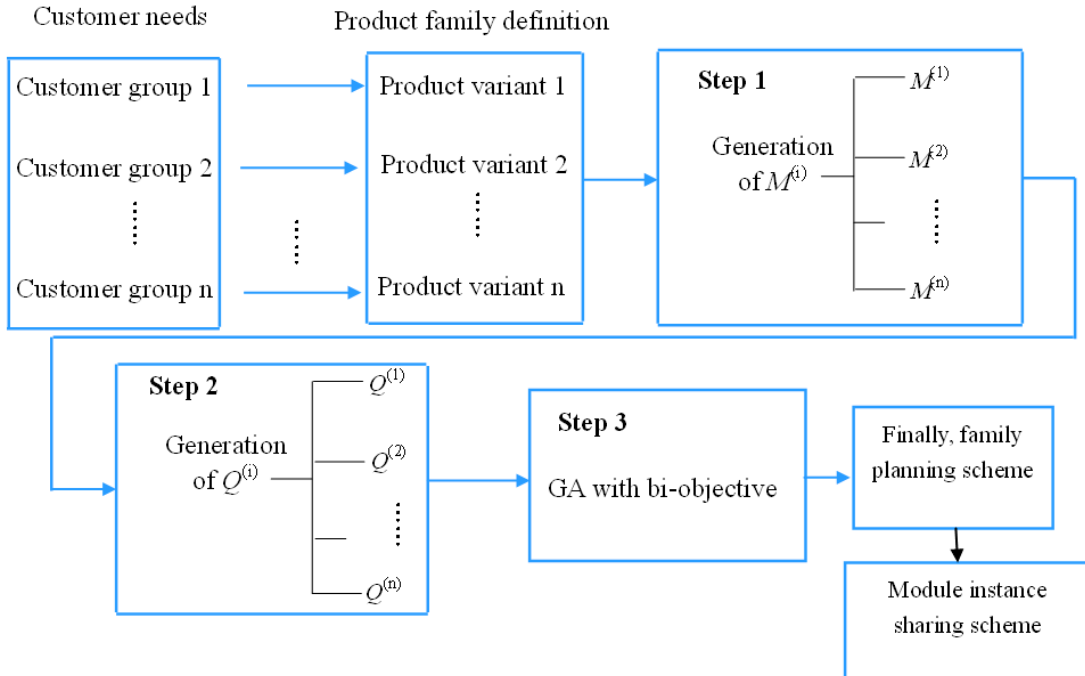 Customer needs
Product family definition
Customer group 1
Product variant 1
Customer group 2
Product variant 2
Customer group n
Product variant n
Step 1
Generation
of M(i)
M(1)
M(2)
M(n)
Step 2
Generation
of Q(i)
Q(1)
Q(2)
Q(n)
Step 3
GA with bi-objective
Finally, family
planning scheme
Module instance
sharing scheme